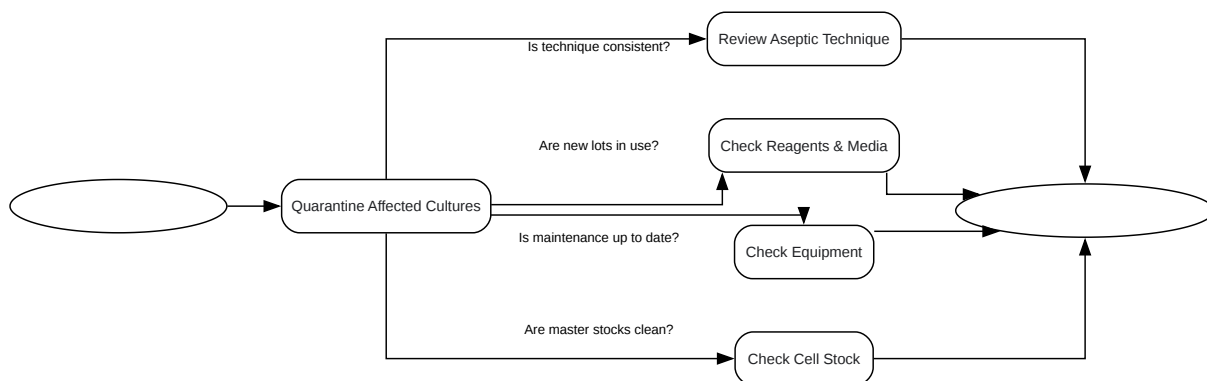 Review Aseptic Technique
Is technique consistent?
Are new lots in use?
Check Reagents & Media
Quarantine Affected Cultures
Is maintenance up to date?
Check Equipment
Are master stocks clean?
Check Cell Stock